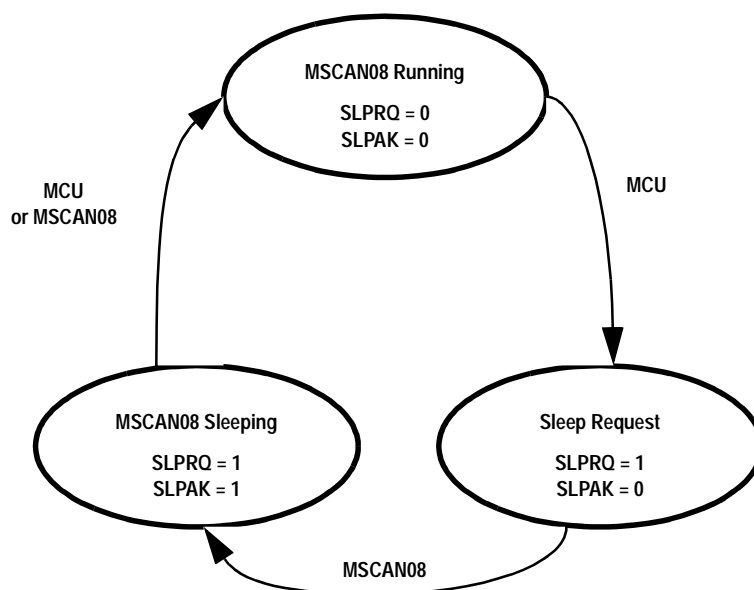 MSCAN08 Running
SLPRQ = 0
SLPAK = 0
MCU
or MSCAN08
MCU
MSCAN08 Sleeping
SLPRQ = 1
SLPAK = 1
Sleep Request
SLPRQ = 1
SLPAK = 0
MSCAN08